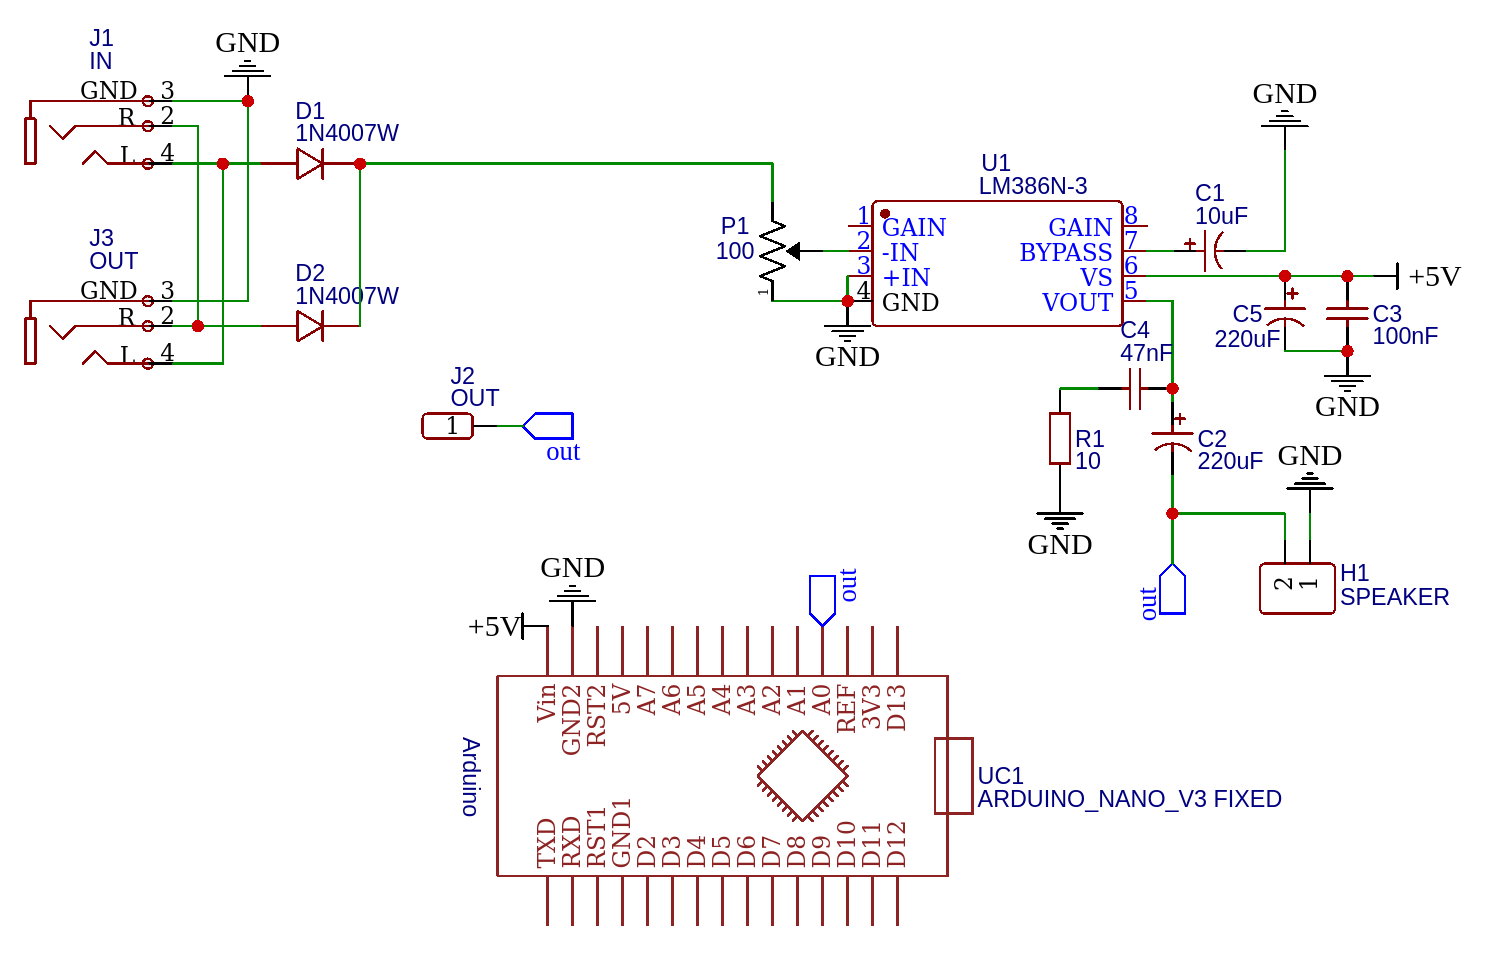 J1
IN
GND 3
R 2
L 4
GND
D1
1N4007W
J3
OUT
GND 3
R 2
L 4
D2
1N4007W
J2
OUT
1
out
P1
100
1
U1
LM386N-3
1 GAIN
2 -IN
3 +IN
4 GND
GAIN 8
BYPASS 7
VS 6
VOUT 5
GND
GND
C1
10uF
+
+5V
+
C5
220uF
C3
100nF
GND
C4
47nF
R1
10
GND
+
C2
220uF
GND
out
2
1
H1
SPEAKER
GND
+5V
out
Vin
GND2
RST2
5V
A7
A6
A5
A4
A3
A2
A1
A0
REF
3V3
D13
Arduino
UC1
ARDUINO_NANO_V3 FIXED
TXD
RXD
RST1
GND1
D2
D3
D4
D5
D6
D7
D8
D9
D10
D11
D12